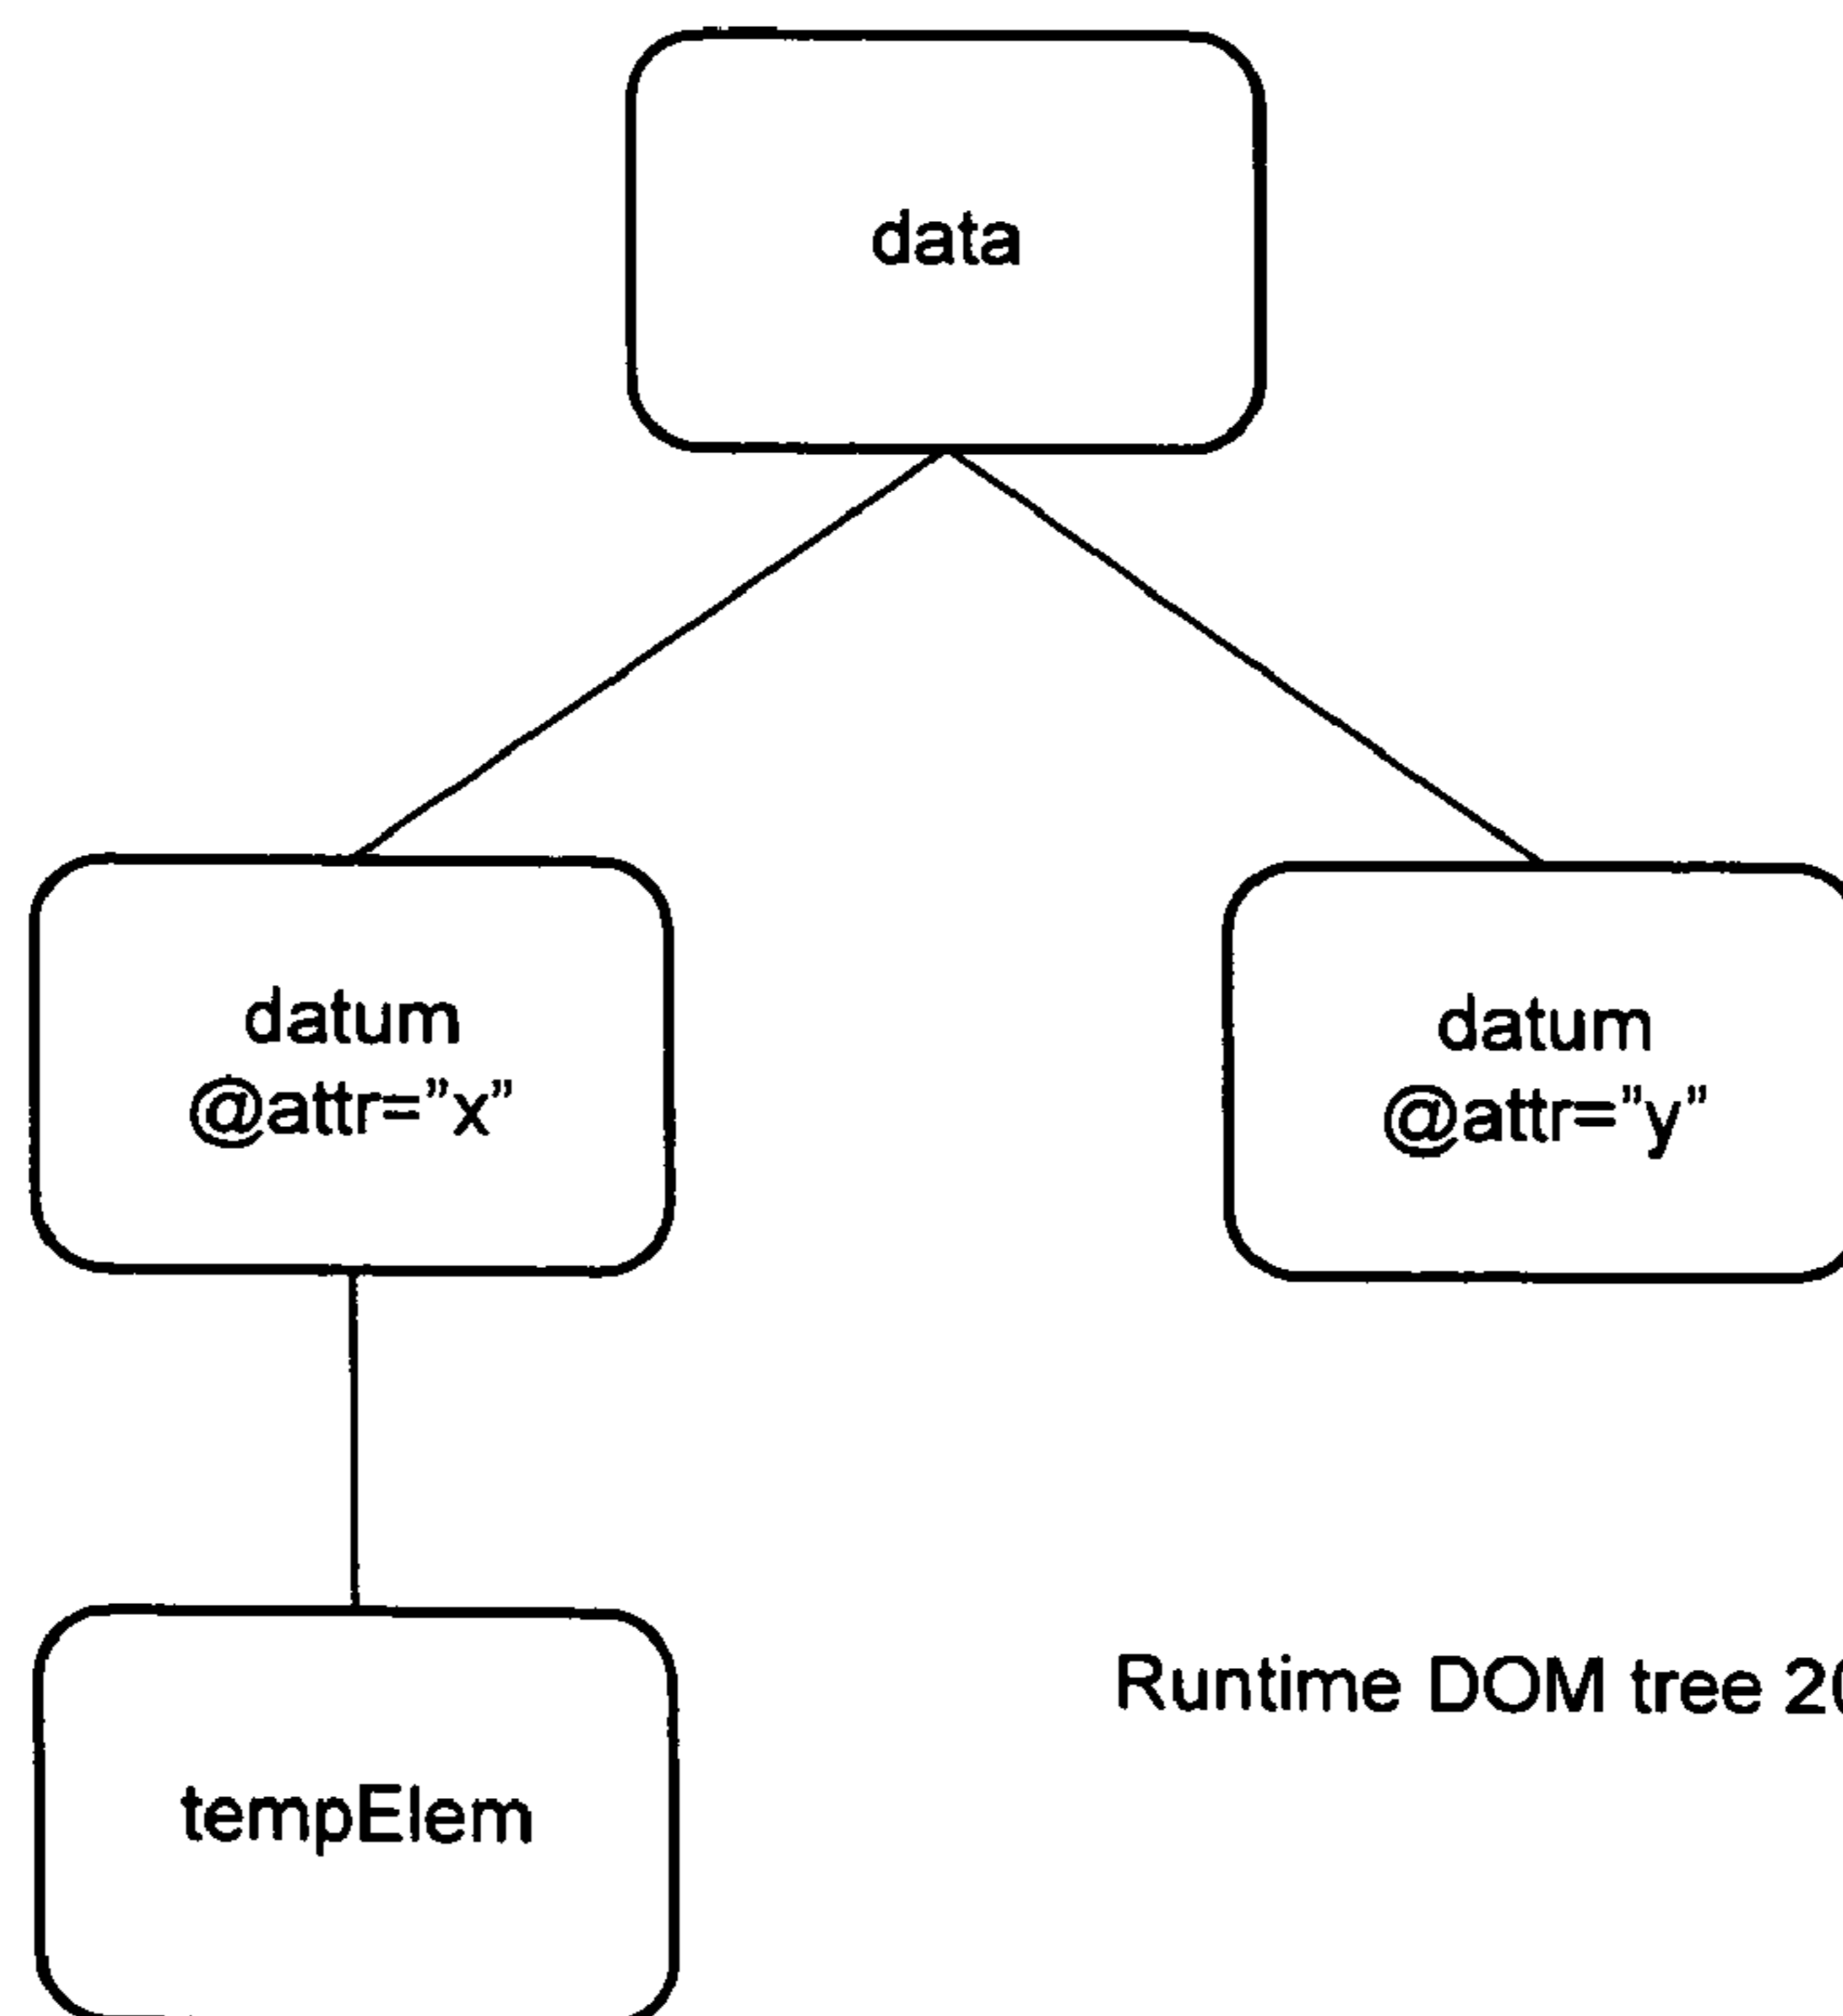 data
datum
@attr=”x”
datum
@attr=”y”
Runtime DOM tree
tempElem